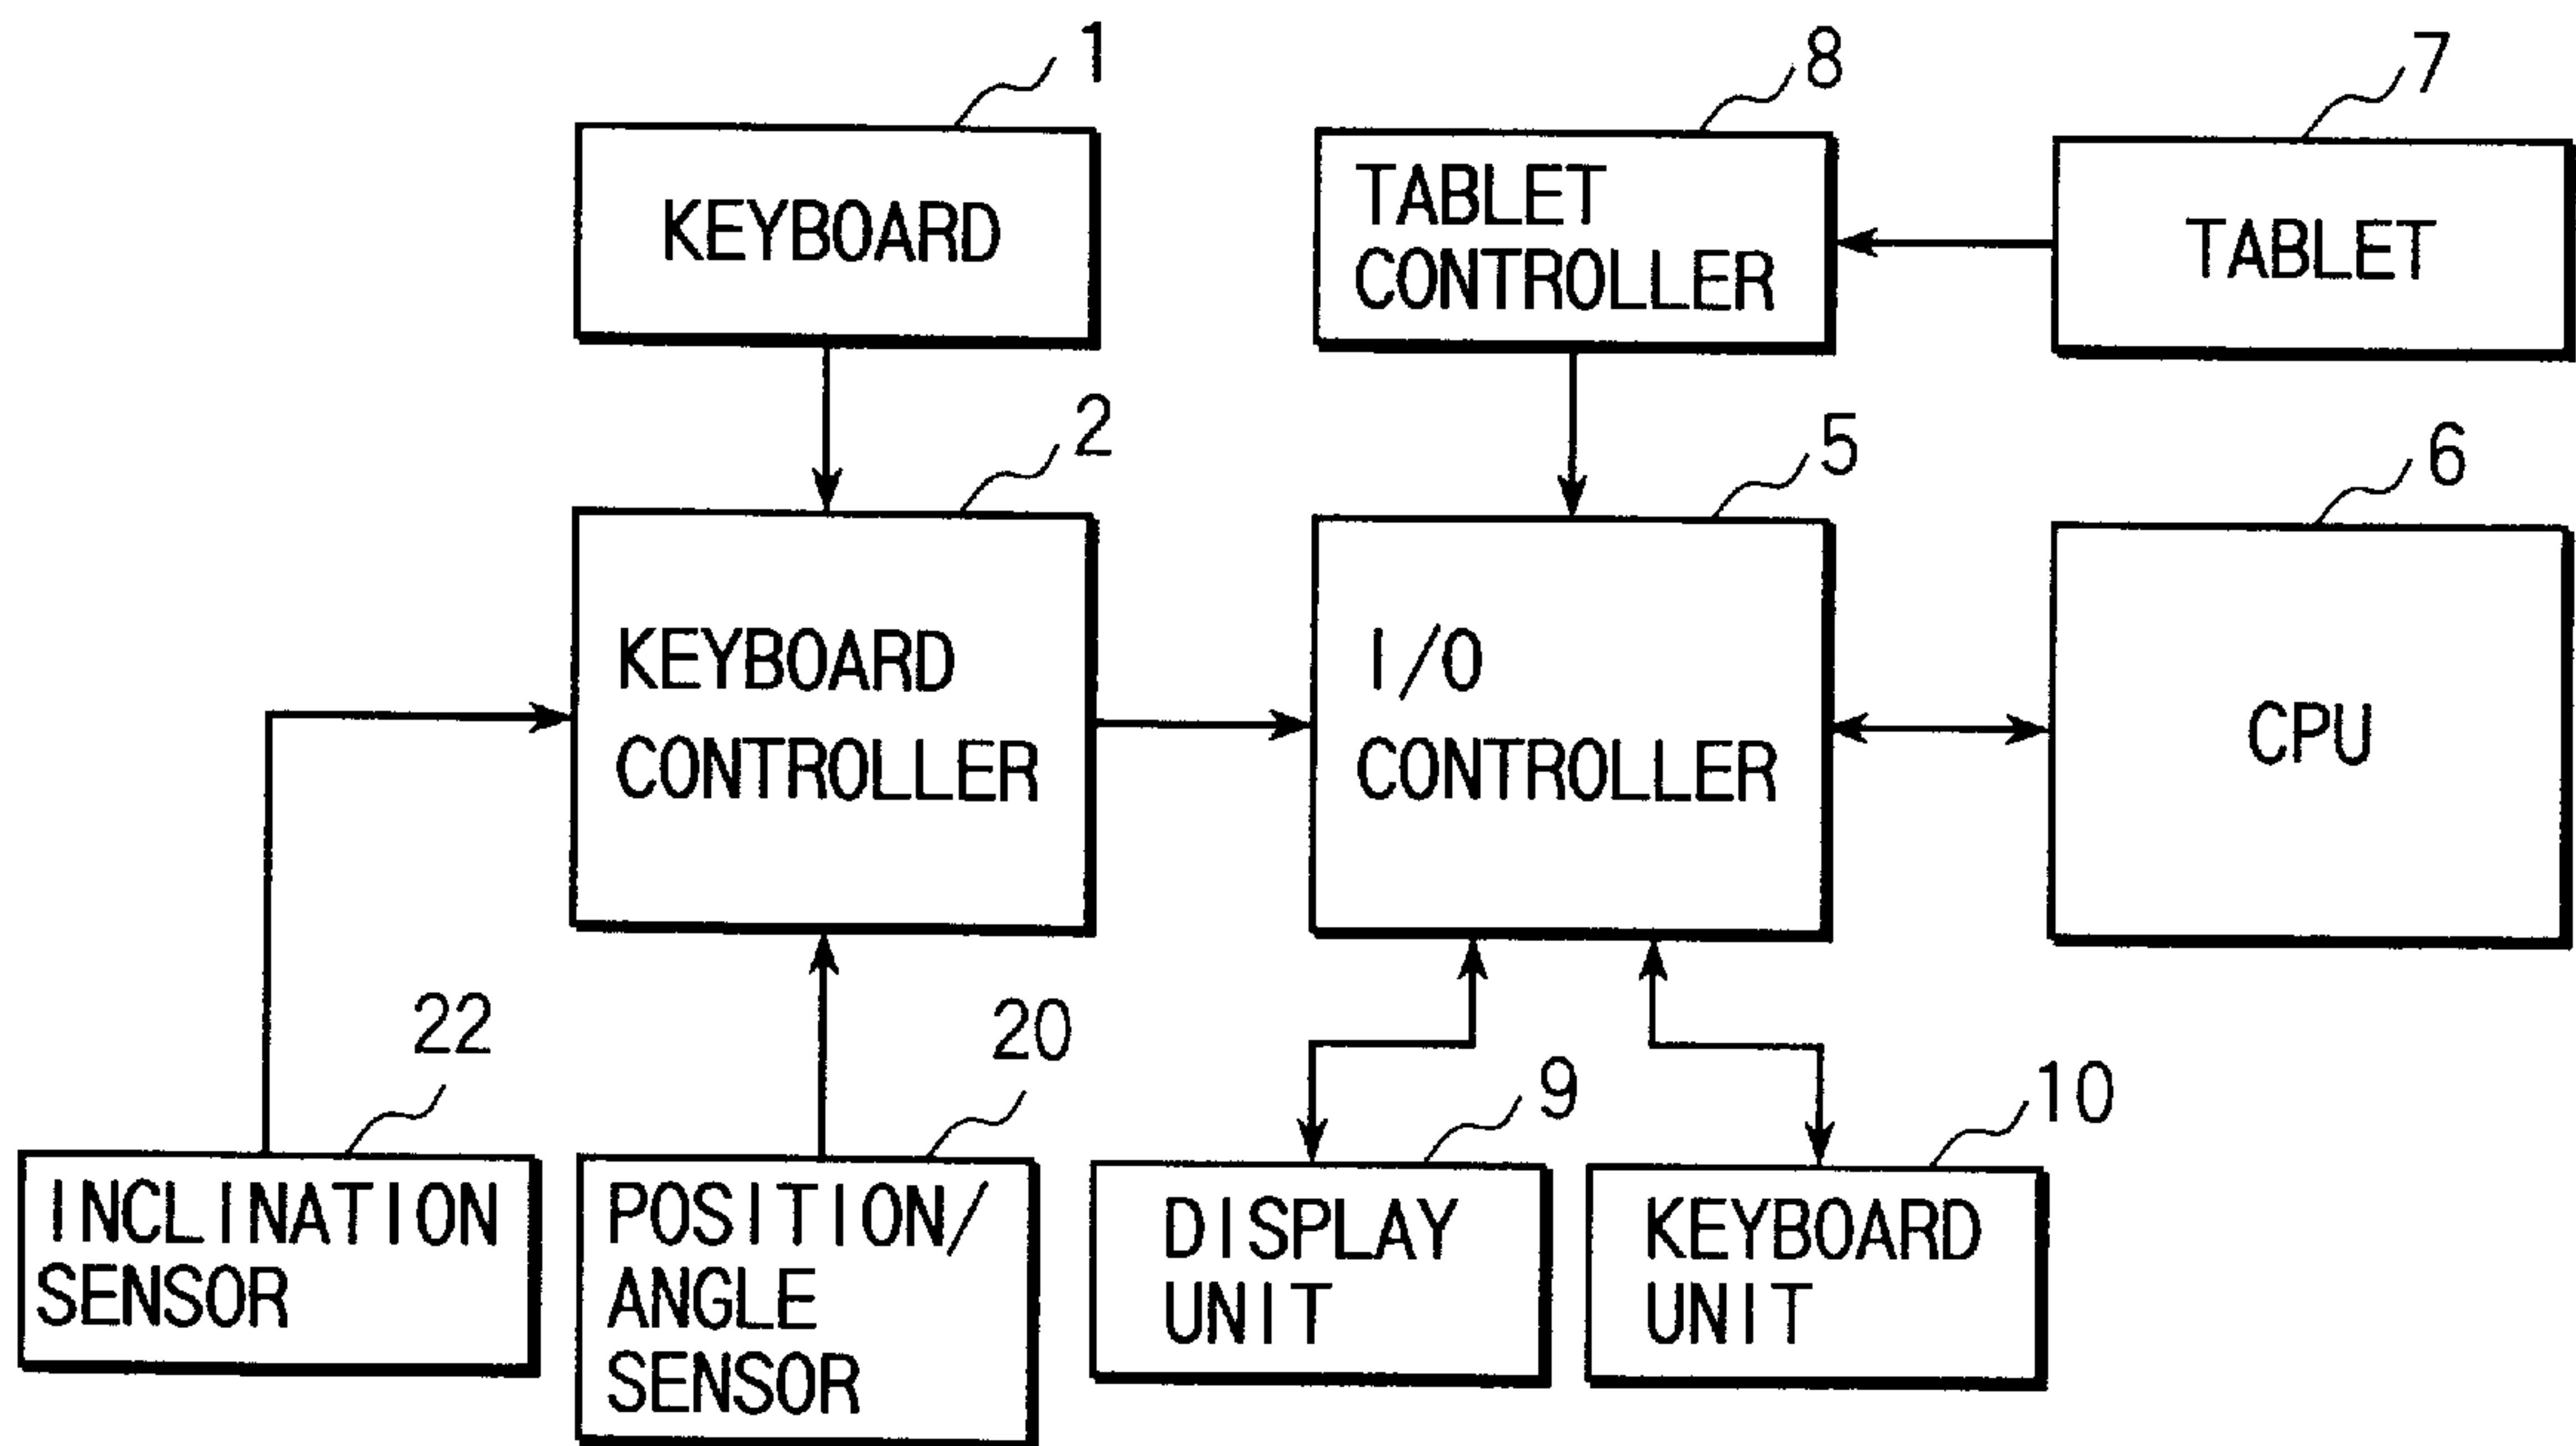 1
8
7
KEYBOARD
TABLET
CONTROLLER
TABLET
2
5
6
KEYBOARD
CONTROLLER
I/O
CONTROLLER
CPU
22
20
9
10
INCLINATION
SENSOR
POSITION/
ANGLE
SENSOR
DISPLAY
UNIT
KEYBOARD
UNIT